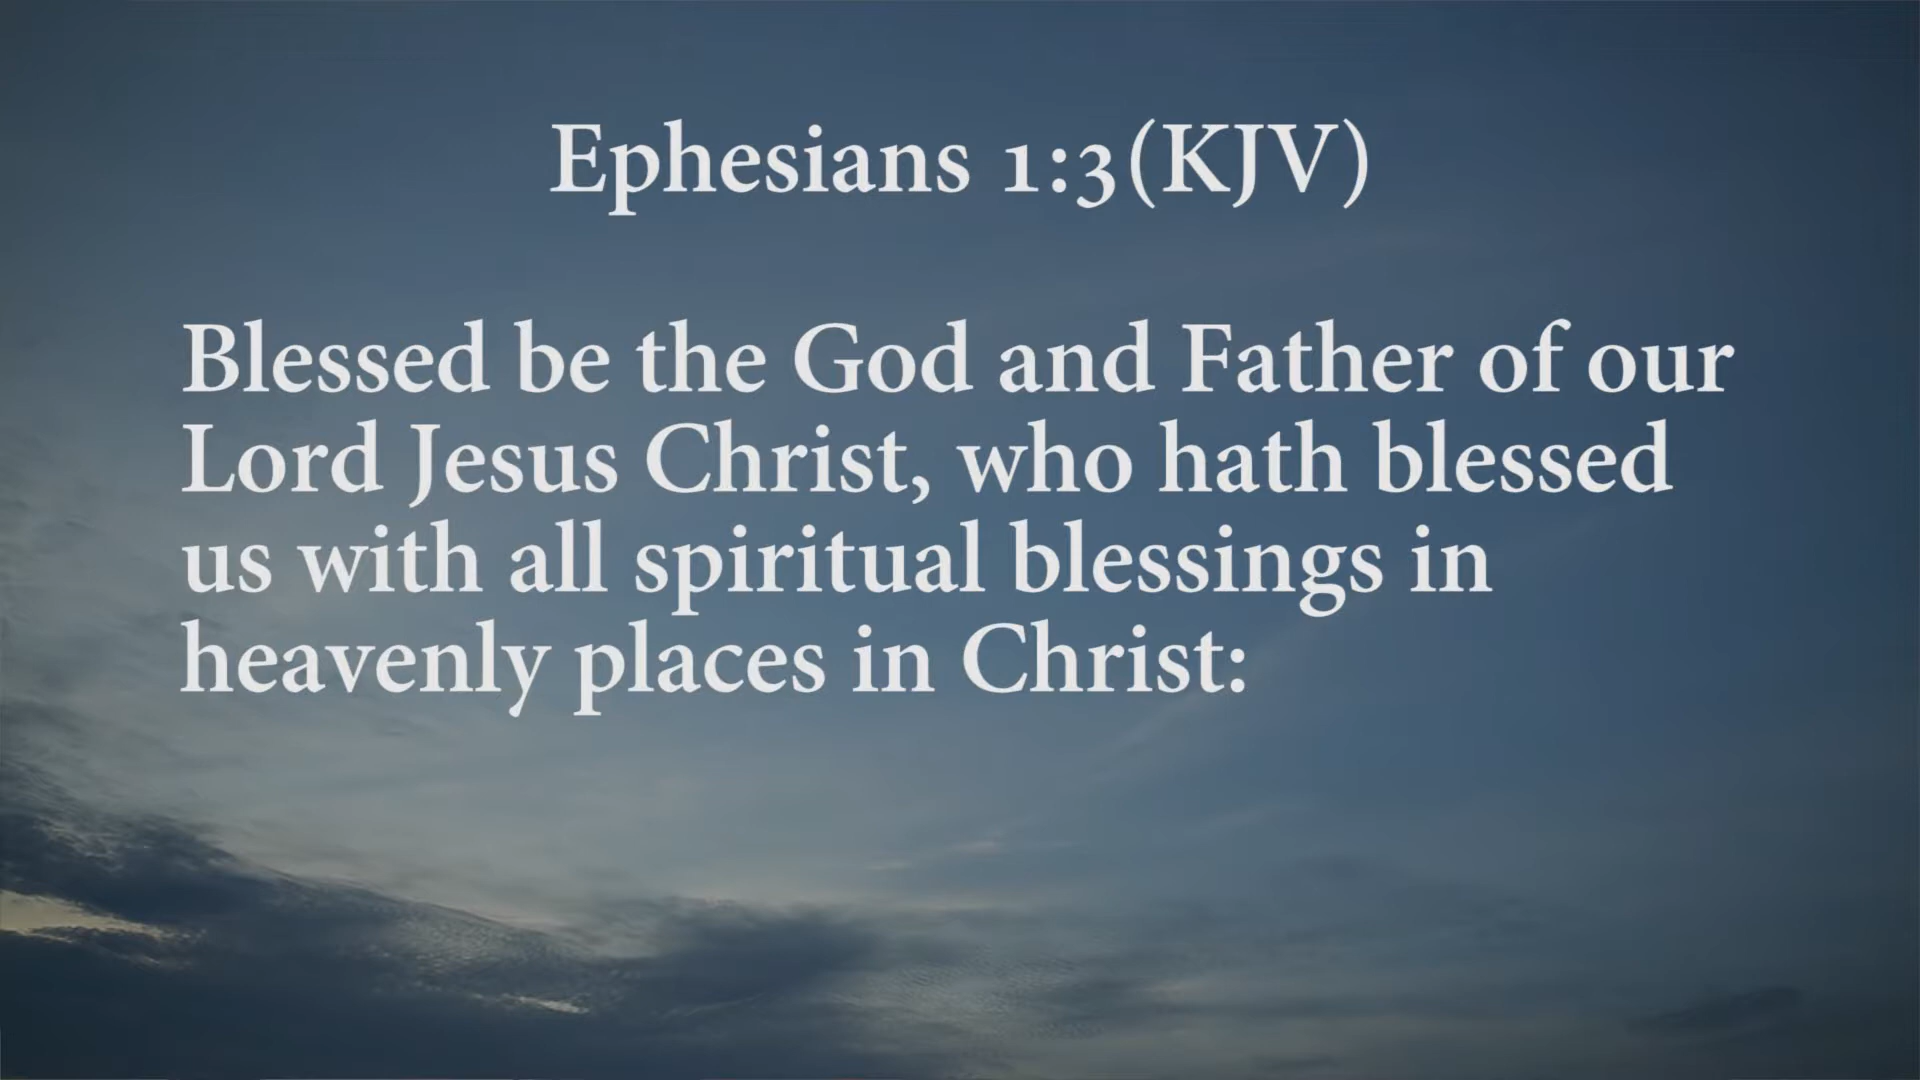 Ephesians 1:3(KJV)
Blessed be the God and Father of our
Lord Jesus Christ, who hath blessed
us with all spiritual blessings in
heavenly places in Christ: